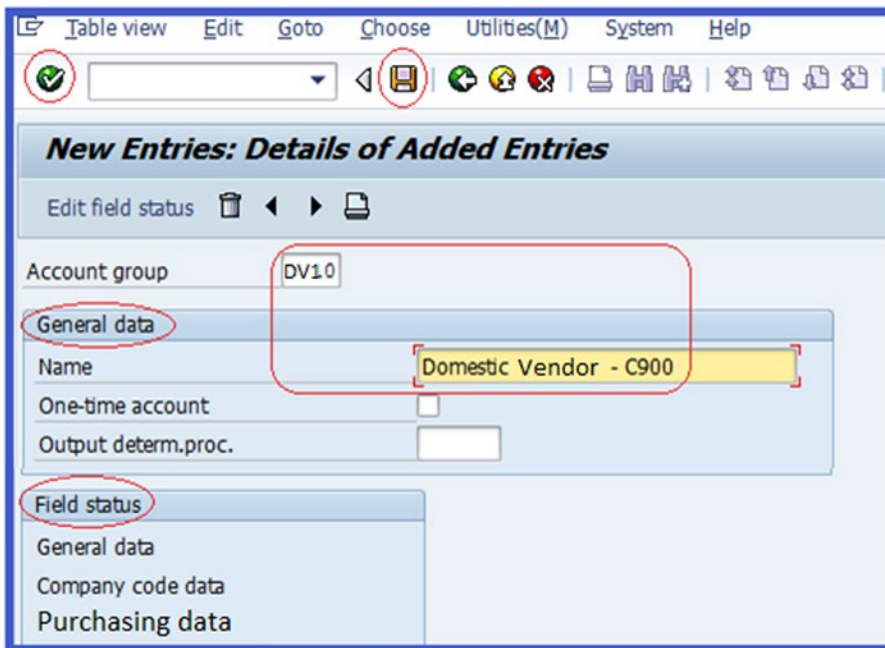 Table view Edit Goto Choose Utilities(M) System Help
New Entries: Details of Added Entries
Edit field status
Account group DV10
General data
Name Domestic Vendor - C900
One-time account
Output determ.proc.
Field status
General data
Company code data
Purchasing data